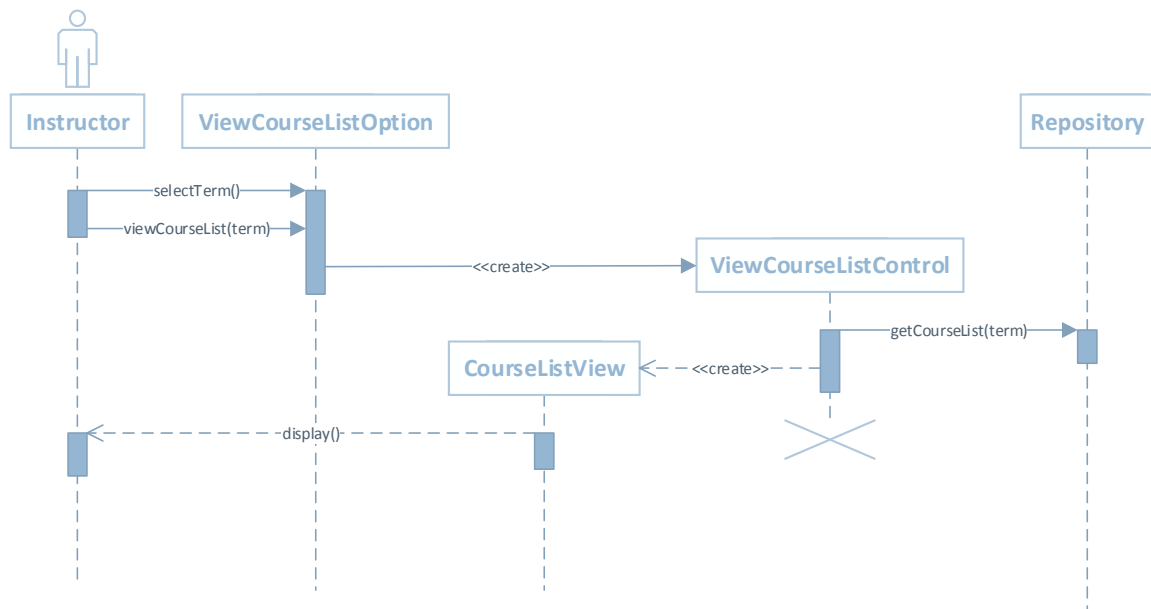 Instructor
ViewCourseListOption
Repository
selectTerm()
viewCourseList(term)
<<create>>
ViewCourseListControl
getCourseList(term)
CourseListView
<<create>>
display()